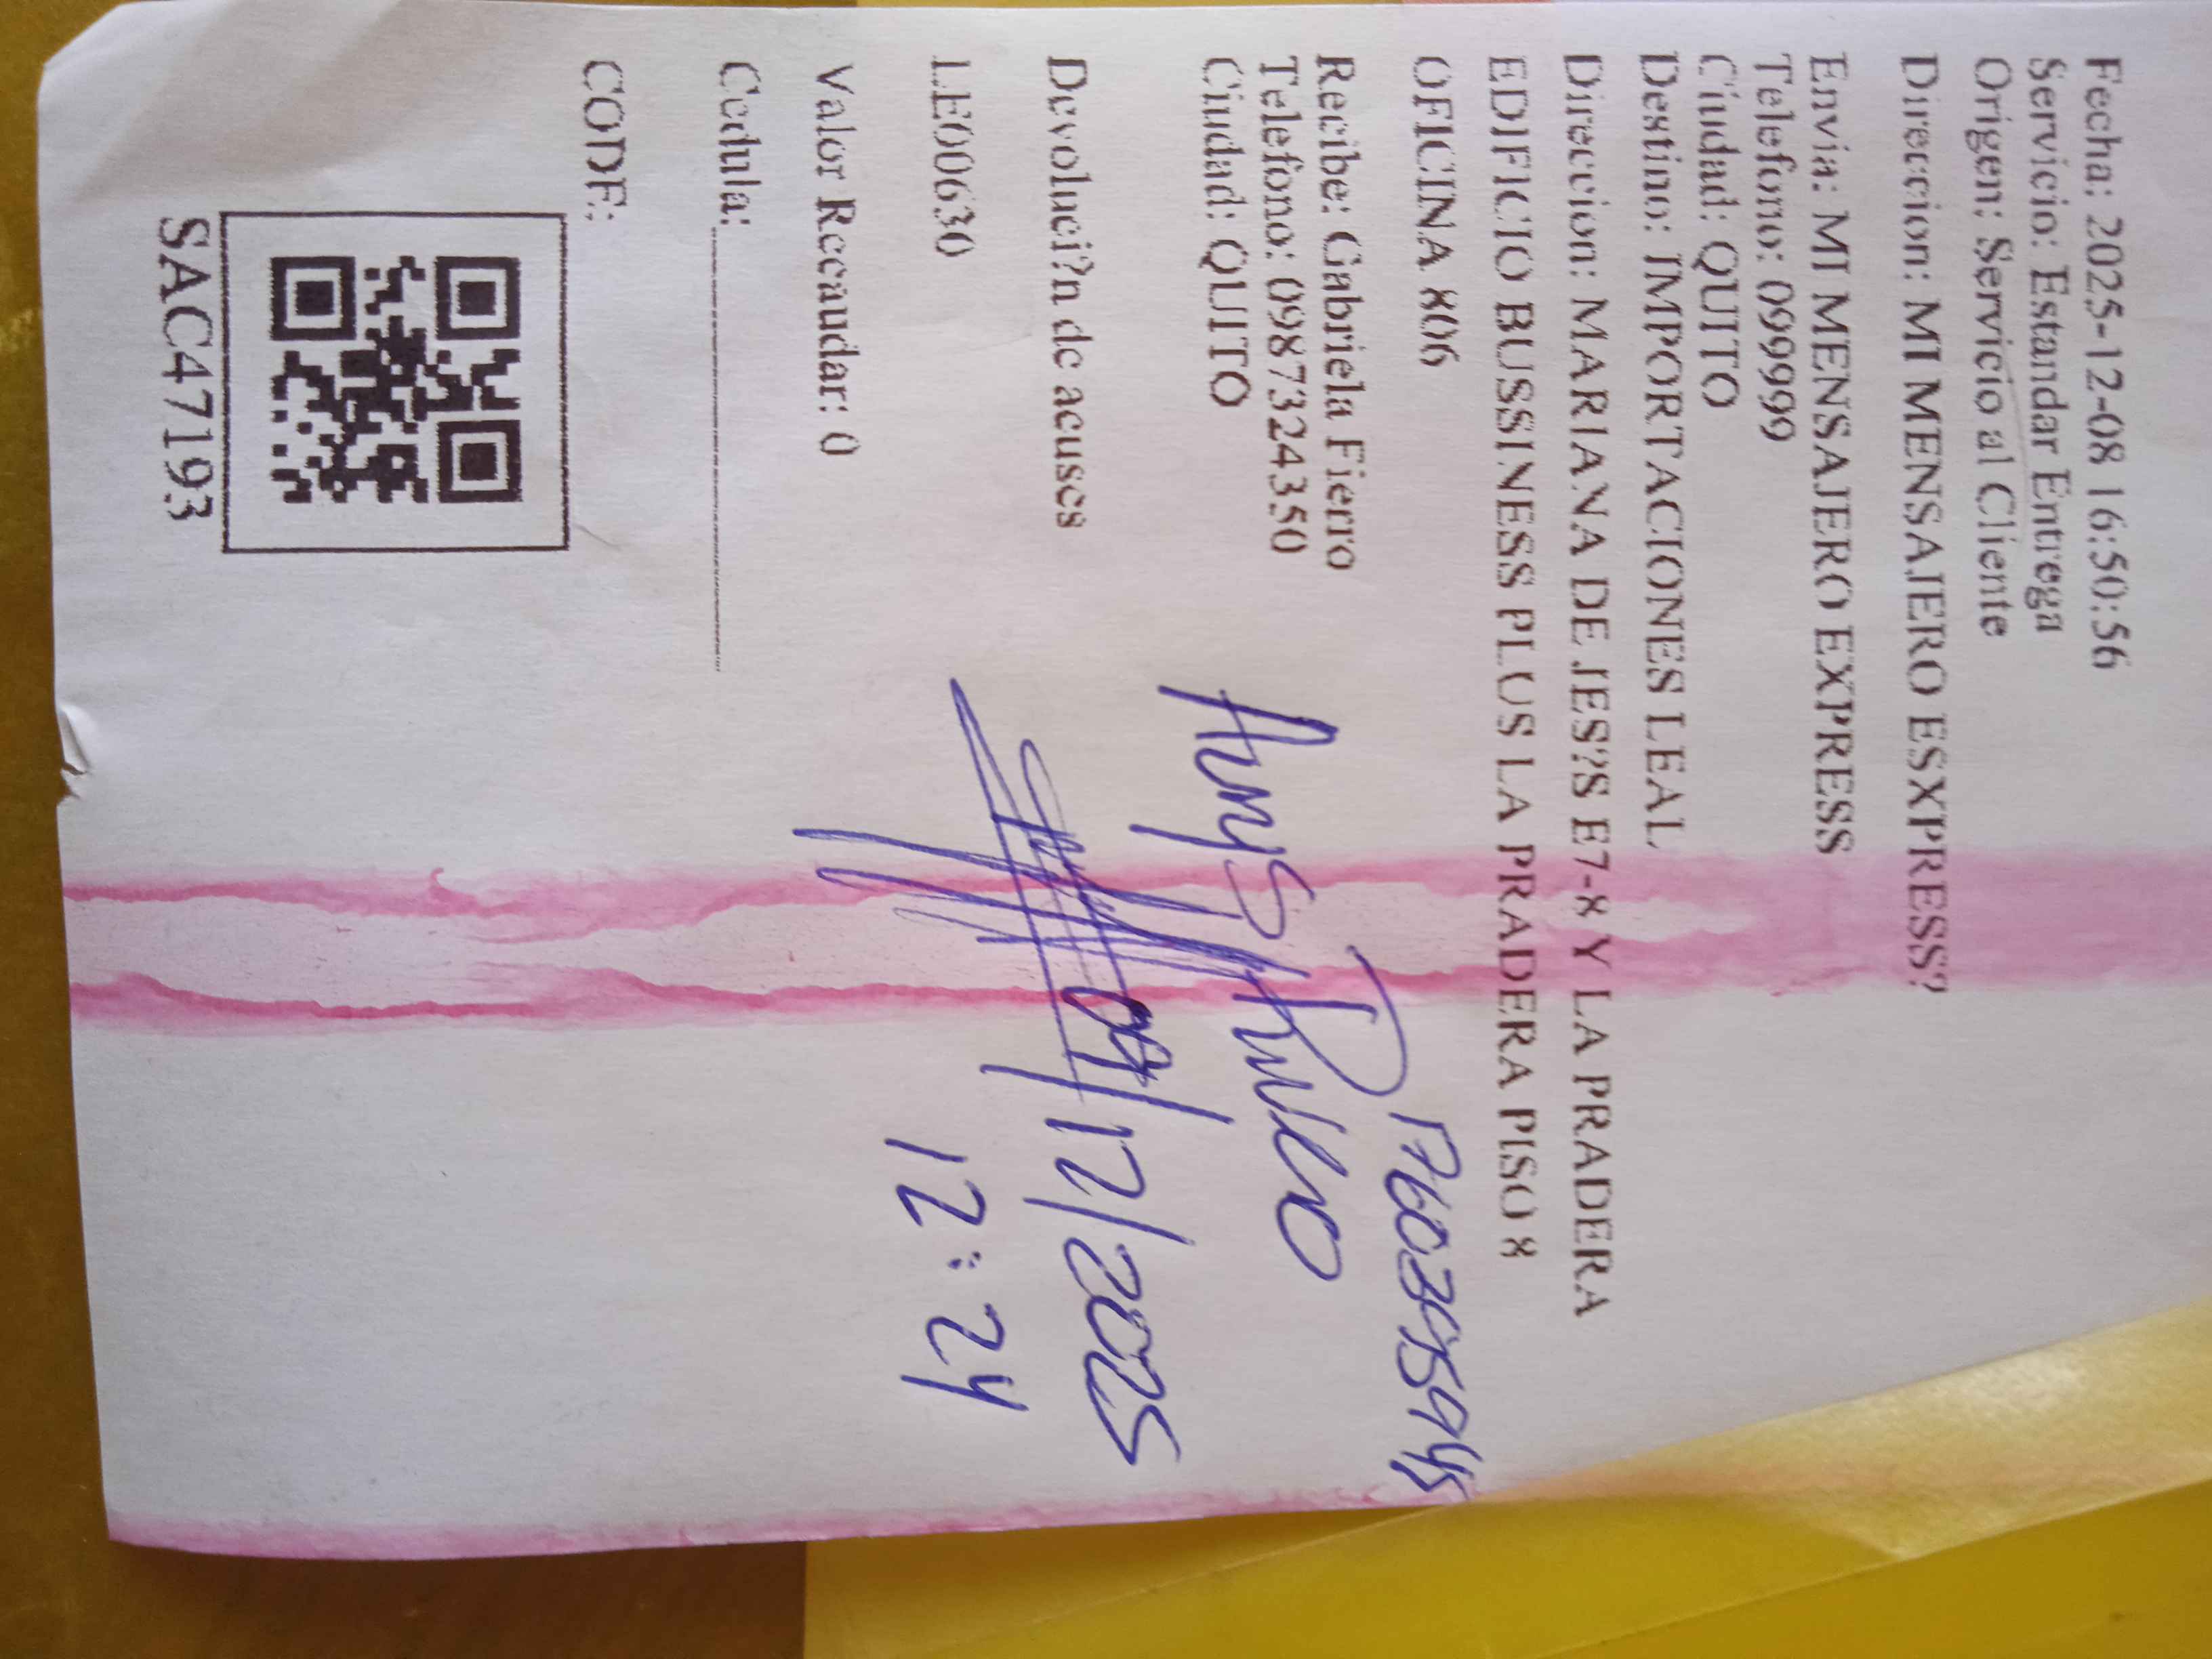 Fecha: 2025-12-08 16:50:56
Servicio: Estandar Entrega
Origen: Servicio al Cliente
Direccion: MI MENSAJERO ESXPRESS?
Envia: MI MENSAJERO EXPRESS
Telefono: 099999
Ciudad: QUITO
Destino: IMPORTACIONES LEAL
Direccion: MARIANA DE JES?S E7-8 Y LA PRADERA
EDIFICIO BUSSINESS PLUS LA PRADERA PISO 8
OFICINA 806
Recibe: Gabriela Fierro
Telefono: 0987324350
Ciudad: QUITO
Devoluci?n de acuses
LE00630
Valor Recaudar: 0
Cedula:
CODE:
SAC47193
09/12/2025
12:24